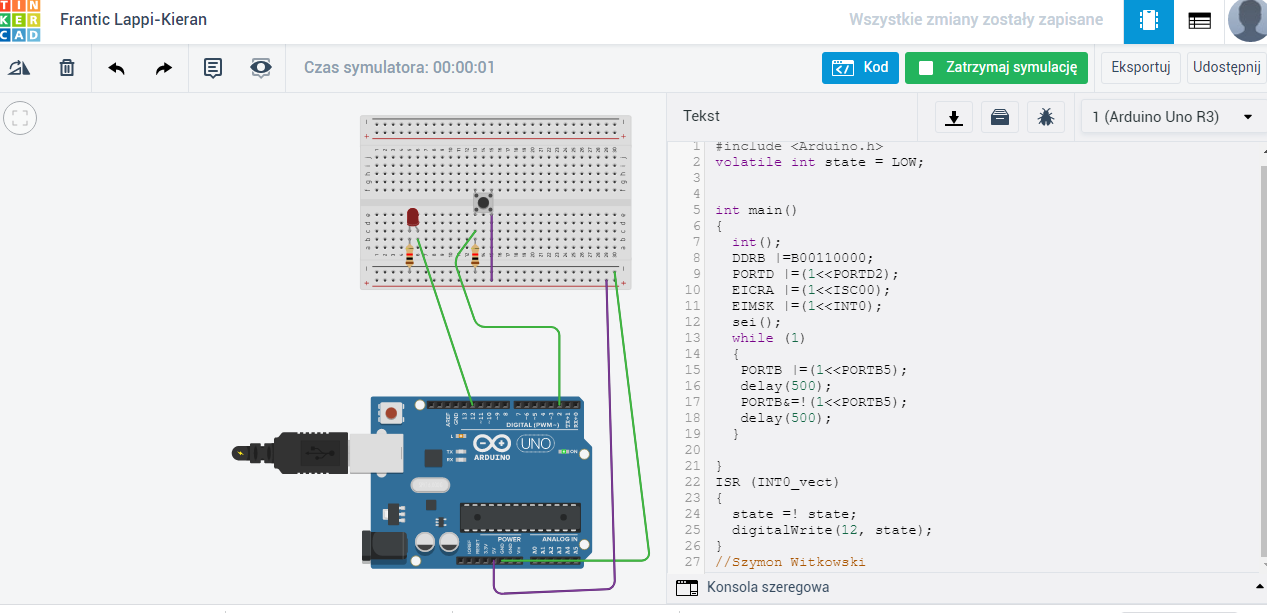 TIN
KER
CAD
Frantic Lappi-Kieran
Wszystkie zmiany zostały zapisane
Czas symulatora: 00:00:01
Kod
Zatrzymaj symulację
Eksportuj
Udostępnij
Tekst
1 (Arduino Uno R3)
1 #include <Arduino.h>
2 volatile int state = LOW;
3
4
5 int main()
6 {
7 int();
8 DDRB |=B00110000;
9 PORTD |=(1<<PORTD2);
10 EICRA |=(1<<ISC00);
11 EIMSK |=(1<<INT0);
12 sei();
13 while (1)
14 {
15 PORTB |=(1<<PORTB5);
16 delay(500);
17 PORTB&=!(1<<PORTB5);
18 delay(500);
19 }
20
21 }
22 ISR (INT0_vect)
23 {
24 state =! state;
25 digitalWrite(12, state);
26 }
27 //Szymon Witkowski
Konsola szeregowa
DIGITAL (PWM~)
UNO
ARDUINO
TX
RX
L
ON
POWER
ANALOG IN